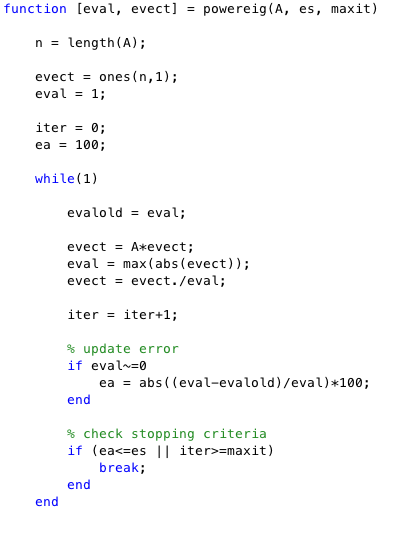 function [eval, evect] = powereig(A, es, maxit)
n = length(A);
evect = ones(n,1);
eval = 1;
iter = 0;
ea = 100;
while(1)
evalold = eval;
evect = A*evect;
eval = max(abs(evect));
evect = evect./eval;
iter = iter+1;
% update error
if eval~=0
ea = abs((eval-evalold)/eval)*100;
end
% check stopping criteria
if (ea<=es || iter>=maxit)
break;
end
end